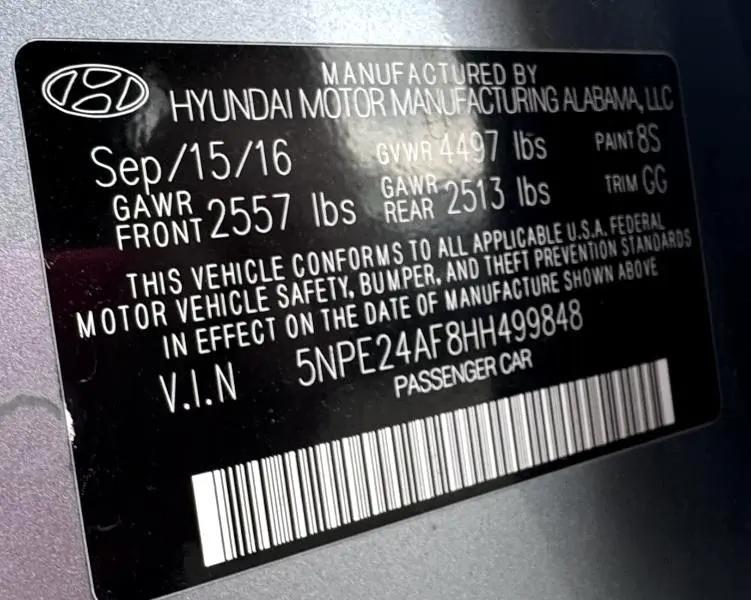 MANUFACTURED BY
HYUNDAI MOTOR MANUFACTURING ALABAMA, LLC
Sep/15/16 GVWR 4497 lbs PAINT 8S
GAWR FRONT 2557 lbs GAWR REAR 2513 lbs TRIM GG
THIS VEHICLE CONFORMS TO ALL APPLICABLE U.S.A. FEDERAL
MOTOR VEHICLE SAFETY, BUMPER, AND THEFT PREVENTION STANDARDS
IN EFFECT ON THE DATE OF MANUFACTURE SHOWN ABOVE
V.I.N 5NPE24AF8HH499848
PASSENGER CAR